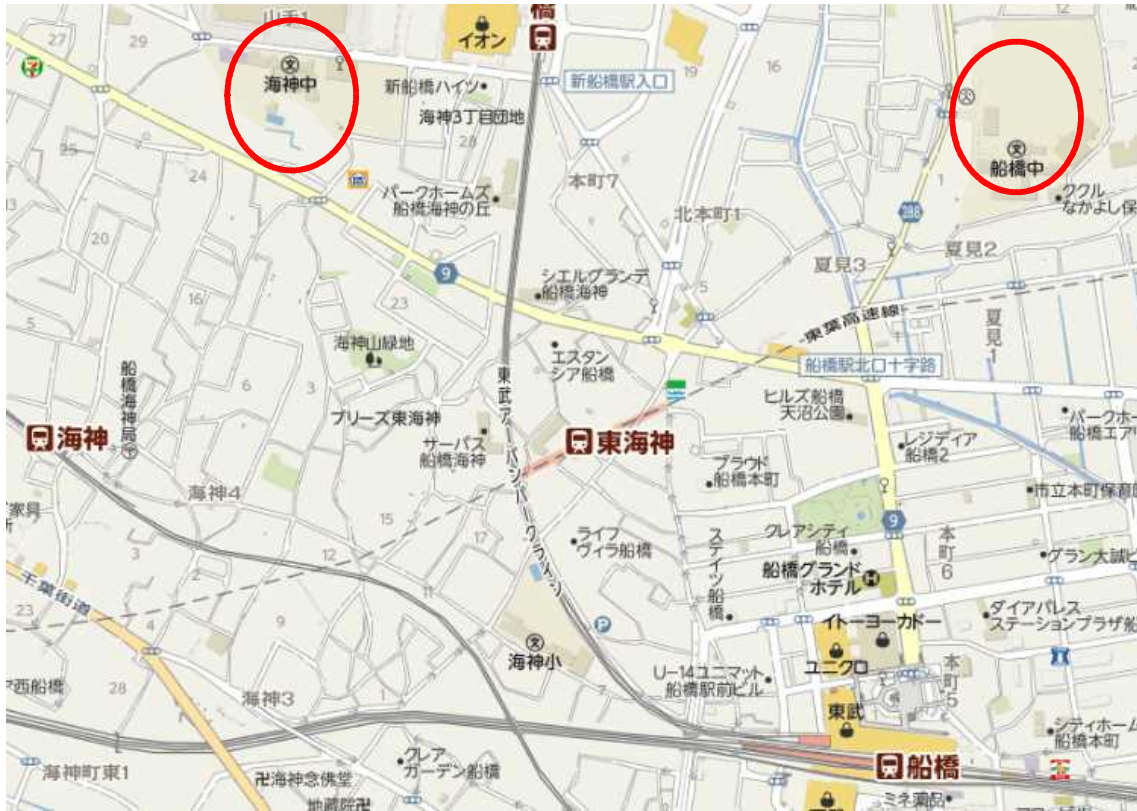 山手1
橋
27
29
イオン
海神中
新船橋ハイツ
新船橋駅入口
19
16
海神3丁目団地
28
船橋中
25
24
パークホームズ
船橋海神の丘
本町7
北本町1
1
ククル
なかよし保
288
20
9
夏見3
夏見2
シエルグランデ
船橋海神
16
23
5
東葉高速線
5
海神山緑地
エスタン
シア船橋
1
夏見1
船橋駅北口十字路
船橋海神局〒
東武アーバンパークライン
ブリーズ東海神
ヒルズ船橋
天沼公園
パークホー
船橋エアリ
海神
サーパス
船橋海神
東海神
レジディア
船橋2
プラウド
船橋本町
海神4
市立本町保育
家具
所
15
3
12
17
ライフ
ヴィラ船橋
ステイツ船橋
クレアシティ
船橋
9
本町6
グラン大誠ビ
船橋グランド
ホテル
千葉街道
2
11
23
4
P
ダイアパレス
ステーションプラザ船
イトーヨーカドー
海神小
ユニクロ
ア西船橋
28
海神3
1
U-14ユニマット
船橋駅前ビル
本町5
東武
2
シティホーム
船橋本町
海神町東1
クレア
ガーデン船橋
船橋
卍海神念佛堂
地蔵院卍
ミネ薬品